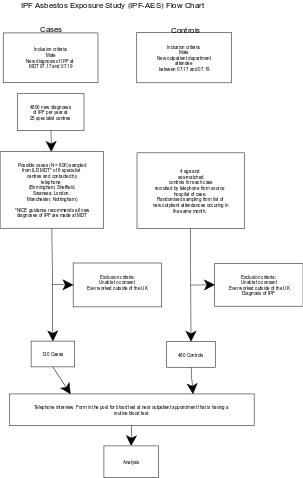 IPF Asbestos Exposure Study (IPF-AES) Flow Chart
Cases
Controls
Inclusion criteria
Male
New diagnosis of IPF at
MDT 07.17 and 07.19
Inclusion criteria:
Male
New outpatient department
attendee
between 07.17 and 07.19
4800 new diagnoses
of IPF per year at
25 specialist centres
Possible cases (N = 600) sampled
from ILD MDT* of 6 specialist
centres and contacted by
telephone
(Birmingham, Sheffield,
Swansea, London,
Manchester, Nottingham)
*NICE guidance recommends all new
diagnoses of IPF are made at MDT
4 age and
sex-matched
controls for each case
recruited by telephone from source
hospital of case.
Randomised sampling from list of
new outptient attendances occuring in
the same month.
Exclusion criteria:
Unable to consent
Ever worked outside of the UK
Exclusion criteria:
Unable to consent
Ever worked outside of the UK
Diagnosis of IPF
120 Cases
480 Controls
Telephone interview. Form in the post for blood test at next outpatient appointment that is having a
routine blood test.
Analysis